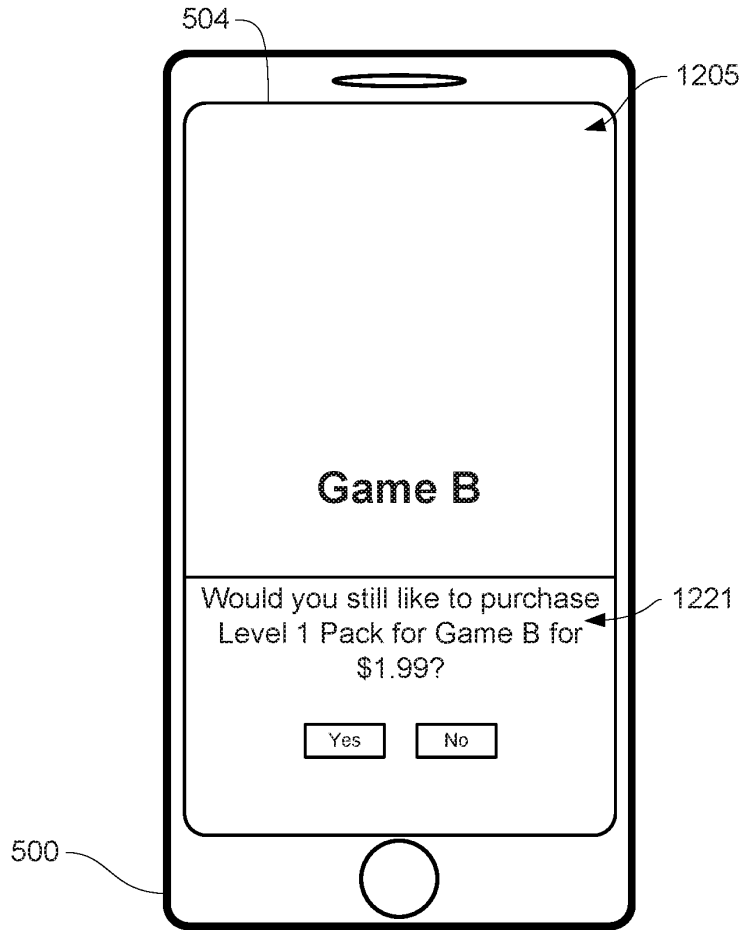 504
1205
Game B
Would you still like to purchase
Level 1 Pack for Game B for
$1.99?
1221
Yes No
500